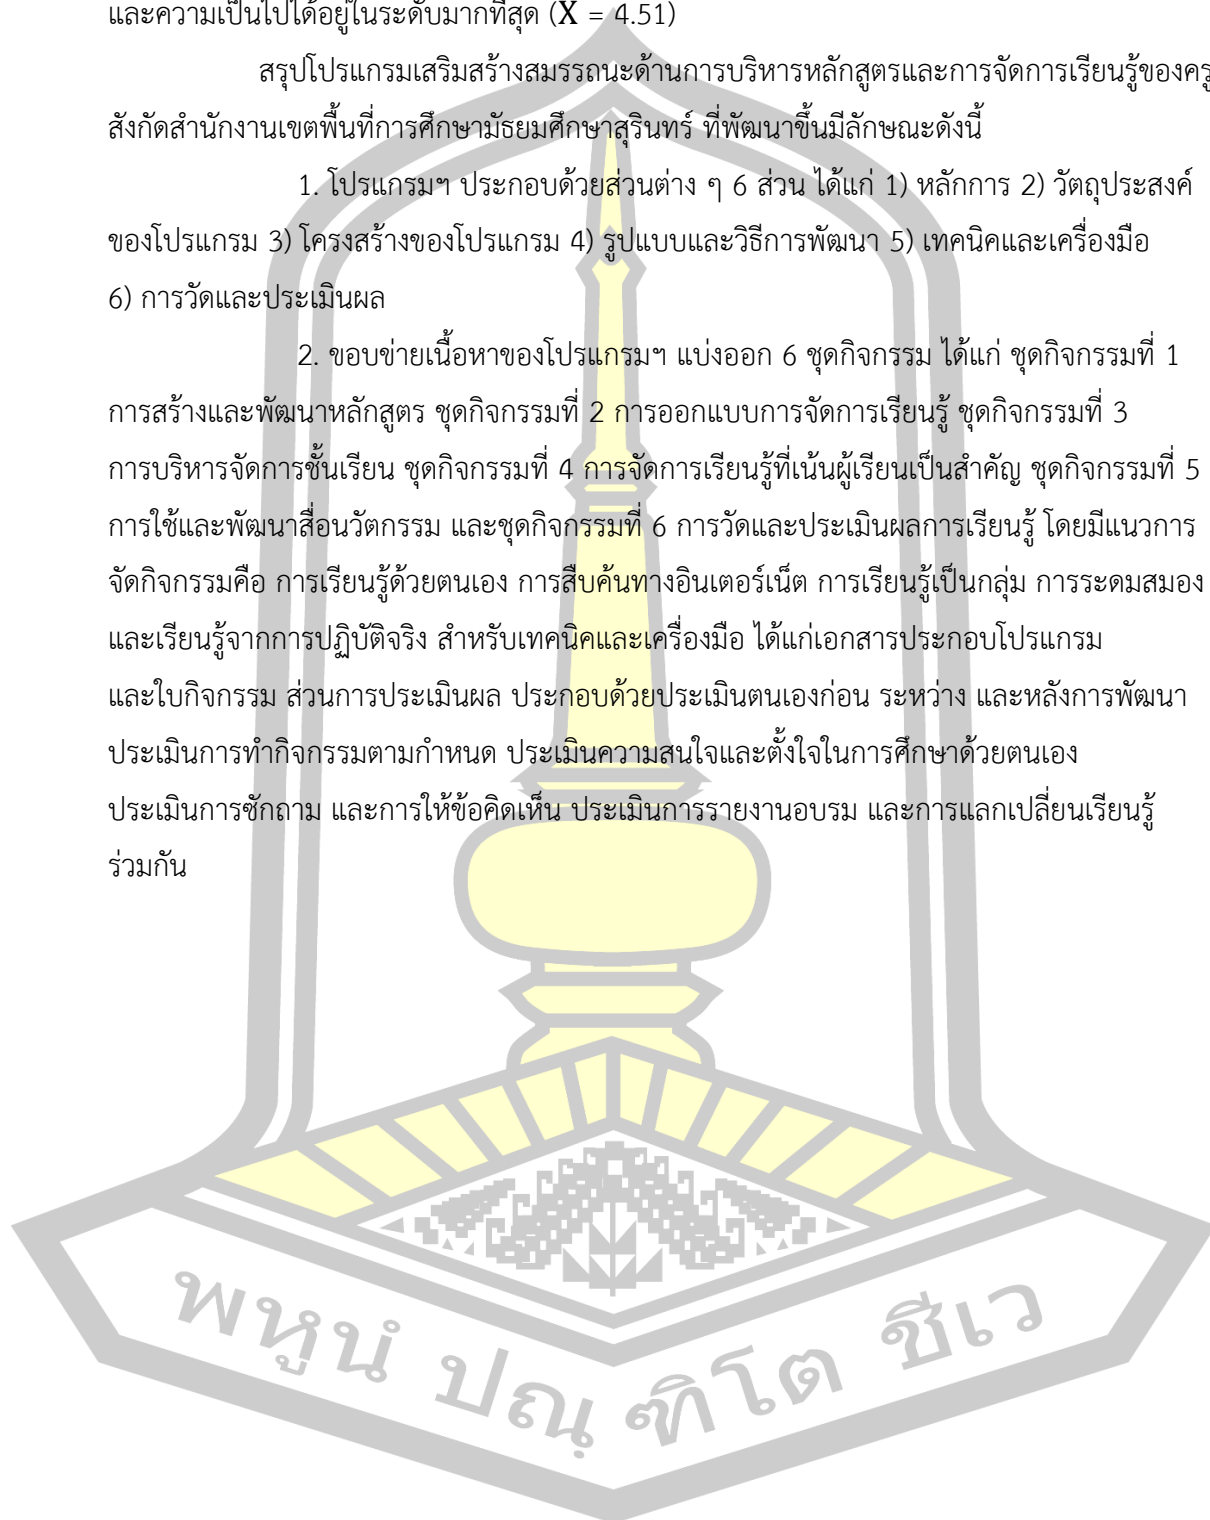 และความเป็นไปได้อยู่ในระดับมากที่สุด (X̄ = 4.51)
สรุปโปรแกรมเสริมสร้างสมรรถนะด้านการบริหารหลักสูตรและการจัดการเรียนรู้ของครู
สังกัดสำนักงานเขตพื้นที่การศึกษามัธยมศึกษาสุรินทร์ ที่พัฒนาขึ้นมีลักษณะดังนี้
1. โปรแกรมฯ ประกอบด้วยส่วนต่าง ๆ 6 ส่วน ได้แก่ 1) หลักการ 2) วัตถุประสงค์
ของโปรแกรม 3) โครงสร้างของโปรแกรม 4) รูปแบบและวิธีการพัฒนา 5) เทคนิคและเครื่องมือ
6) การวัดและประเมินผล
2. ขอบข่ายเนื้อหาของโปรแกรมฯ แบ่งออก 6 ชุดกิจกรรม ได้แก่ ชุดกิจกรรมที่ 1
การสร้างและพัฒนาหลักสูตร ชุดกิจกรรมที่ 2 การออกแบบการจัดการเรียนรู้ ชุดกิจกรรมที่ 3
การบริหารจัดการชั้นเรียน ชุดกิจกรรมที่ 4 การจัดการเรียนรู้ที่เน้นผู้เรียนเป็นสำคัญ ชุดกิจกรรมที่ 5
การใช้และพัฒนาสื่อนวัตกรรม และชุดกิจกรรมที่ 6 การวัดและประเมินผลการเรียนรู้ โดยมีแนวการ
จัดกิจกรรมคือ การเรียนรู้ด้วยตนเอง การสืบค้นทางอินเตอร์เน็ต การเรียนรู้เป็นกลุ่ม การระดมสมอง
และเรียนรู้จากการปฏิบัติจริง สำหรับเทคนิคและเครื่องมือ ได้แก่เอกสารประกอบโปรแกรม
และใบกิจกรรม ส่วนการประเมินผล ประกอบด้วยประเมินตนเองก่อน ระหว่าง และหลังการพัฒนา
ประเมินการทำกิจกรรมตามกำหนด ประเมินความสนใจและตั้งใจในการศึกษาด้วยตนเอง
ประเมินการซักถาม และการให้ข้อคิดเห็น ประเมินการรายงานอบรม และการแลกเปลี่ยนเรียนรู้
ร่วมกัน
พหูนํ ปณฺ ฑิโต ชีเว